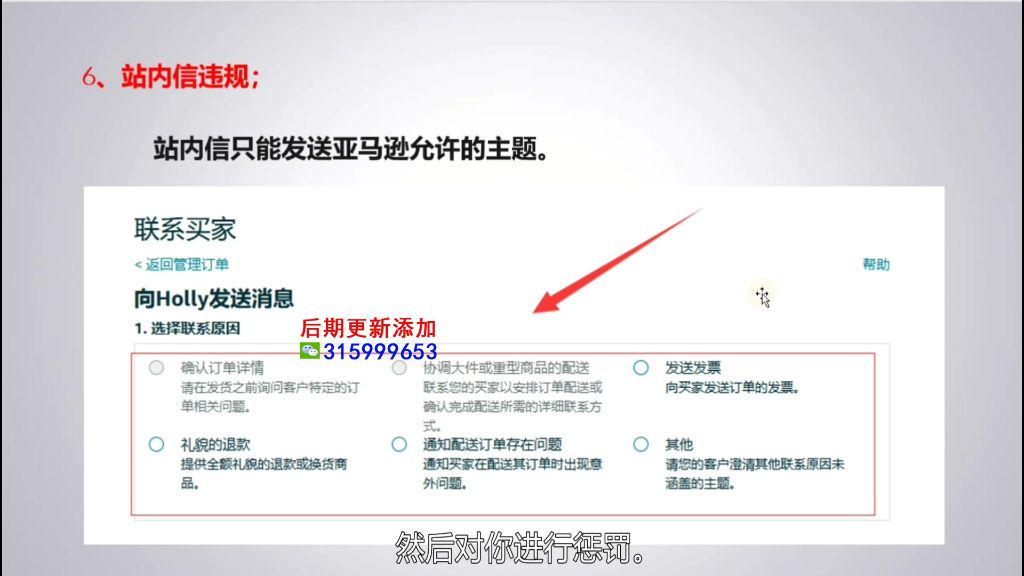 6、站内信违规；
站内信只能发送亚马逊允许的主题。
联系买家
< 返回管理订单
帮助
向Holly发送消息
1. 选择联系原因
后期更新添加
315999653
确认订单详情
请在发货之前询问客户特定的订
单相关问题。
协调大件或重型商品的配送
联系您的买家以安排订单配送或
确认完成配送所需的详细联系方
式。
发送发票
向买家发送订单的发票。
礼貌的退款
提供全额礼貌的退款或换货商
品。
通知配送订单存在问题
通知买家在配送其订单时出现意
外问题。
其他
请您的客户澄清其他联系原因未
涵盖的主题。
然后对你进行惩罚。